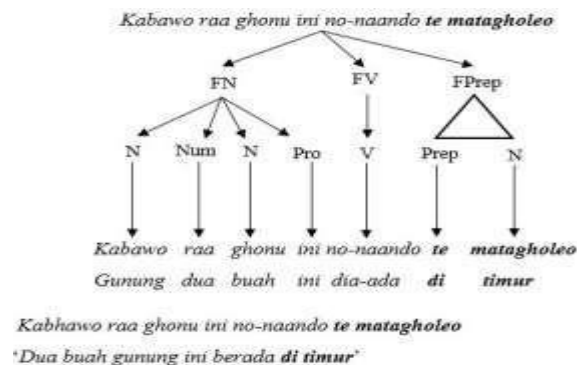 Kabawo raa ghonu ini no-naando te matagholeo
FN FV FPrep
N Num N Pro V Prep N
Kabawo raa ghonu ini no-naando te matagholeo
Gunung dua buah ini dia-ada di timur
Kabhawo raa ghonu ini no-naando te matagholeo
‘Dua buah gunung ini berada di timur’